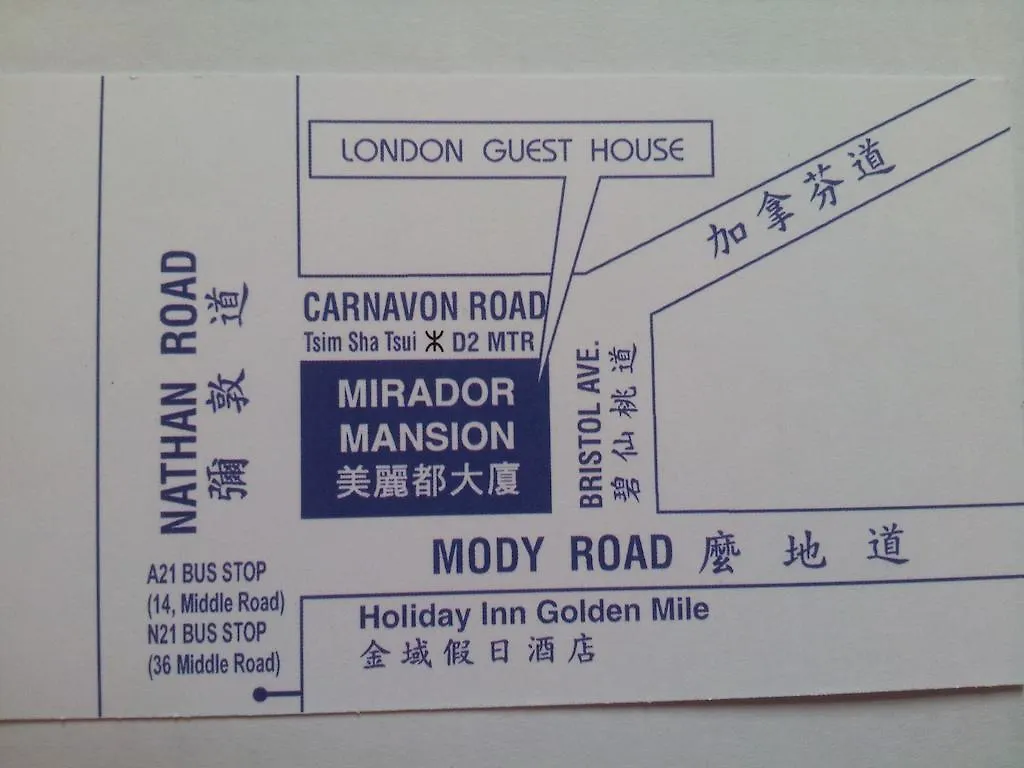 LONDON GUEST HOUSE
加拿芬道
CARNAVON ROAD
Tsim Sha Tsui D2 MTR
NATHAN ROAD
彌敦道
MIRADOR
MANSION
美麗都大廈
BRISTOL AVE.
碧仙桃道
MODY ROAD 麼地道
A21 BUS STOP
(14, Middle Road)
N21 BUS STOP
(36 Middle Road)
Holiday Inn Golden Mile
金域假日酒店